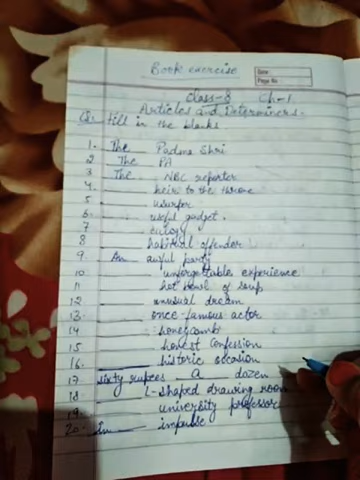 Book exercise
Date:
Page No.
Class-8 Ch-1
Articles and Determiners.
Q1. Fill in the blanks
1. The Padma Shri
2 The PA
3 The NBC reporter
4. heir to the throne
5 usurper
6. useful gadget.
7 eulogy
8 habitual offender
9 An awful party
10 unforgettable experience
11 hot bowl of soup
12 unusual dream
13. once-famous actor
14 honeycomb
15 honest confession
16. historic occasion
17 sixty rupees A dozen
18 L-shaped drawing room
19. university professor
20. impulse